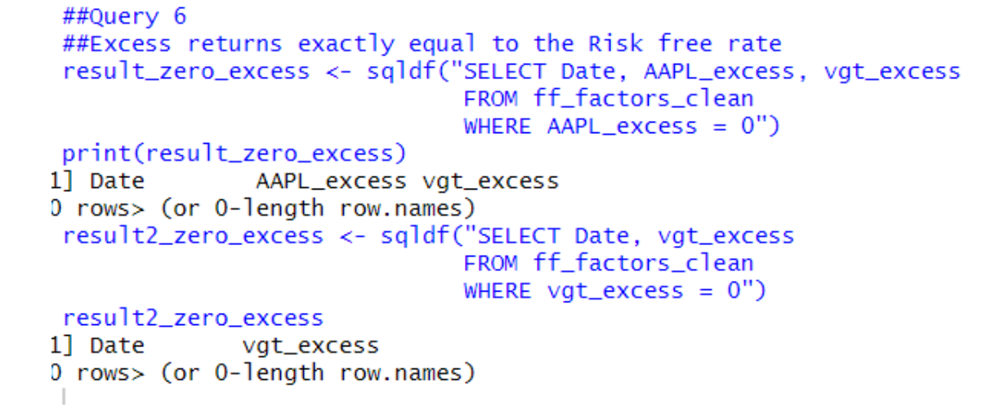 ##Query 6
##Excess returns exactly equal to the Risk free rate
result_zero_excess <- sqldf("SELECT Date, AAPL_excess, vgt_excess
FROM ff_factors_clean
WHERE AAPL_excess = 0")
print(result_zero_excess)
1] Date AAPL_excess vgt_excess
0 rows> (or 0-length row.names)
result2_zero_excess <- sqldf("SELECT Date, vgt_excess
FROM ff_factors_clean
WHERE vgt_excess = 0")
result2_zero_excess
1] Date vgt_excess
0 rows> (or 0-length row.names)